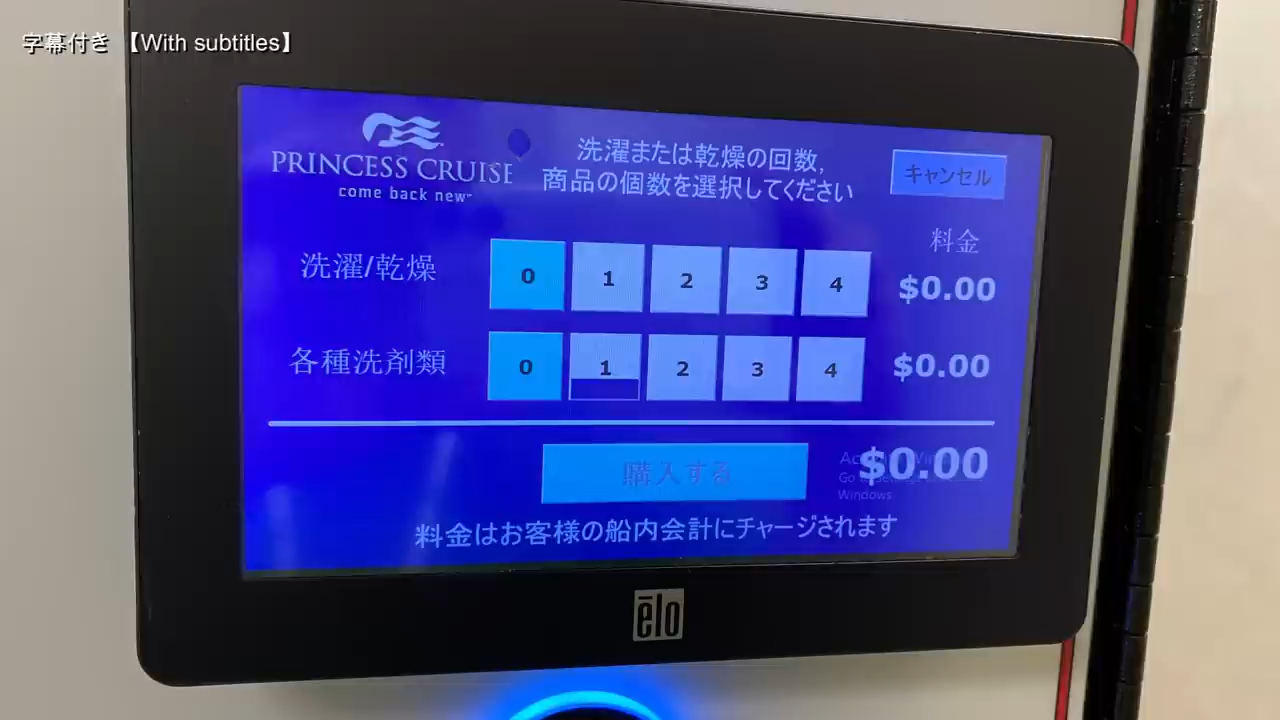 字幕付き 【With subtitles】
PRINCESS CRUISE
come back new
洗濯または乾燥の回数,
商品の個数を選択してください
キャンセル
料金
洗濯/乾燥
0 1 2 3 4
$0.00
各種洗剤類
0 1 2 3 4
$0.00
購入する
$0.00
Go to
Windows
料金はお客様の船内会計にチャージされます
ēlo